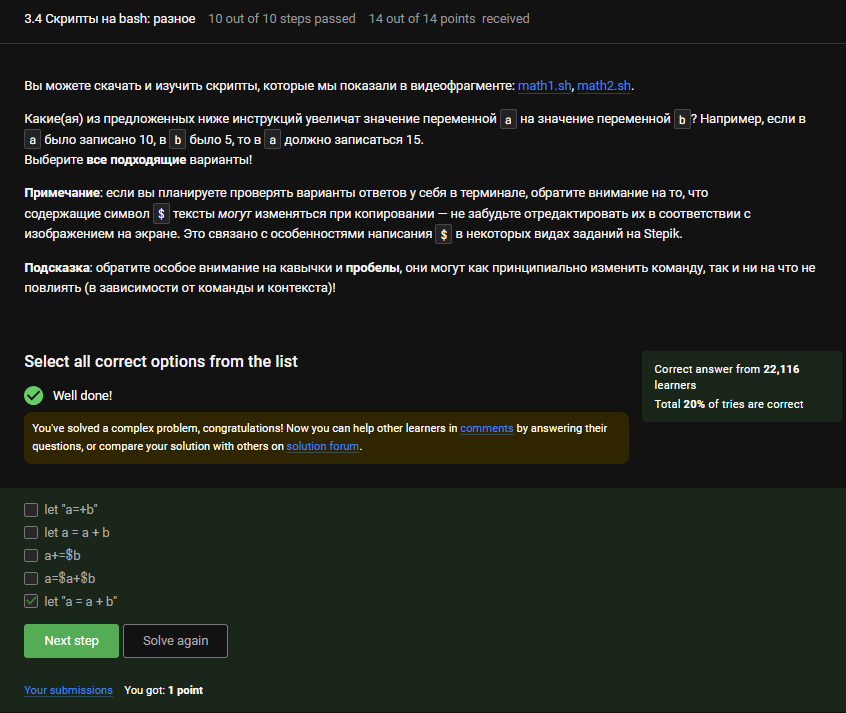 3.4 Скрипты на bash: разное 10 out of 10 steps passed 14 out of 14 points received
Вы можете скачать и изучить скрипты, которые мы показали в видеофрагменте: math1.sh, math2.sh.
Какие(ая) из предложенных ниже инструкций увеличат значение переменной a на значение переменной b? Например, если в
a было записано 10, в b было 5, то в a должно записаться 15.
Выберите все подходящие варианты!
Примечание: если вы планируете проверять варианты ответов у себя в терминале, обратите внимание на то, что
содержащие символ $ тексты могут изменяться при копировании — не забудьте отредактировать их в соответствии с
изображением на экране. Это связано с особенностями написания $ в некоторых видах заданий на Stepik.
Подсказка: обратите особое внимание на кавычки и пробелы, они могут как принципиально изменить команду, так и ни на что не
повлиять (в зависимости от команды и контекста)!
Select all correct options from the list
Well done!
You've solved a complex problem, congratulations! Now you can help other learners in comments by answering their
questions, or compare your solution with others on solution forum.
Correct answer from 22,116
learners
Total 20% of tries are correct
let "a=+b"
let a = a + b
a+=$b
a=$a+$b
let "a = a + b"
Next step Solve again
Your submissions You got: 1 point